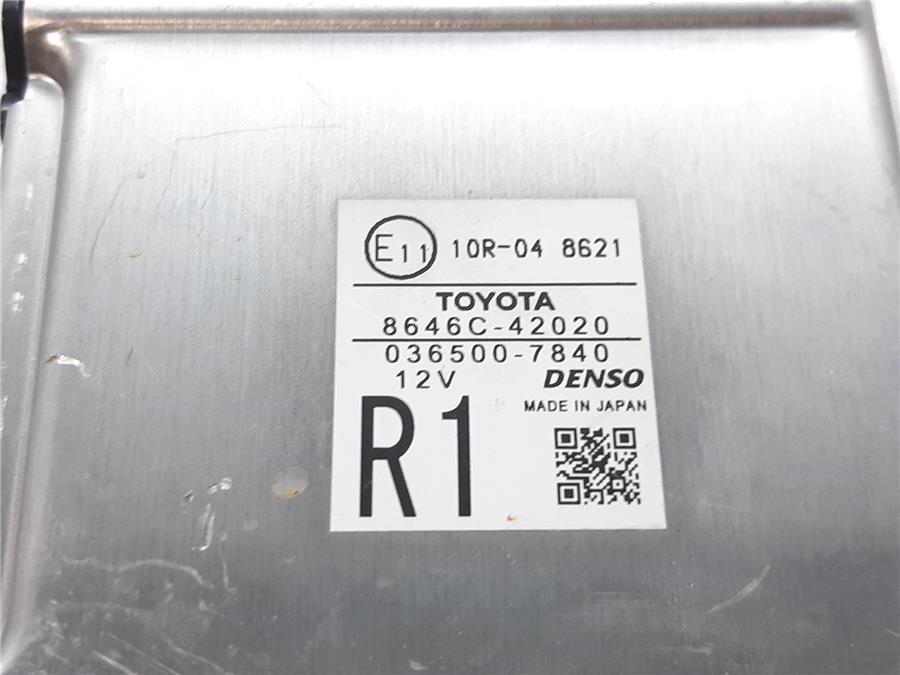 E11 10R-04 8621
TOYOTA
8646C-42020
036500-7840
12V DENSO
MADE IN JAPAN
R1